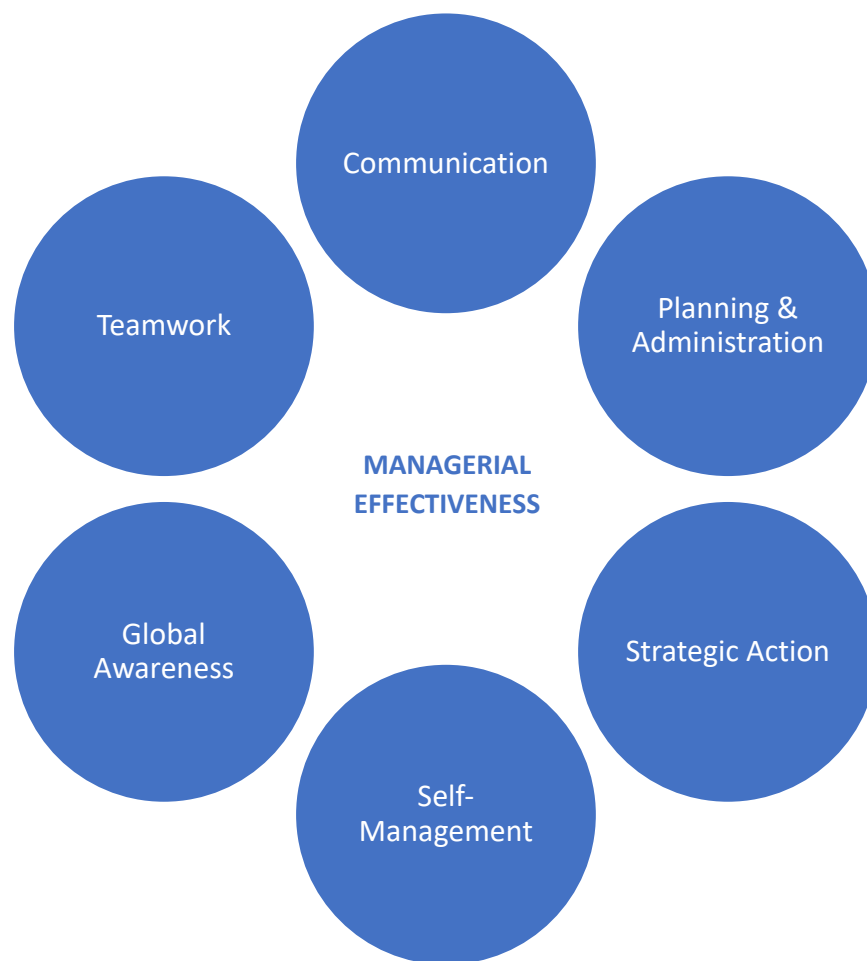 Communication
Teamwork
Planning &
Administration
MANAGERIAL
EFFECTIVENESS
Global
Awareness
Strategic Action
Self-
Management